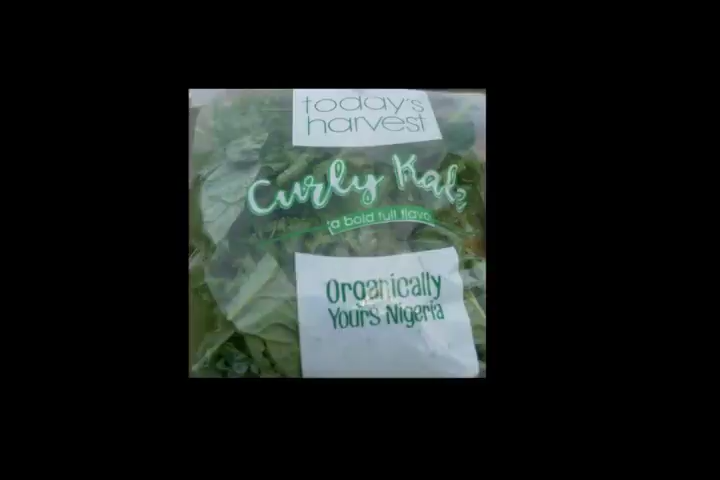 today's
harvest
Curly Kale
a bold full flavo
Organically
Yours Nigeria